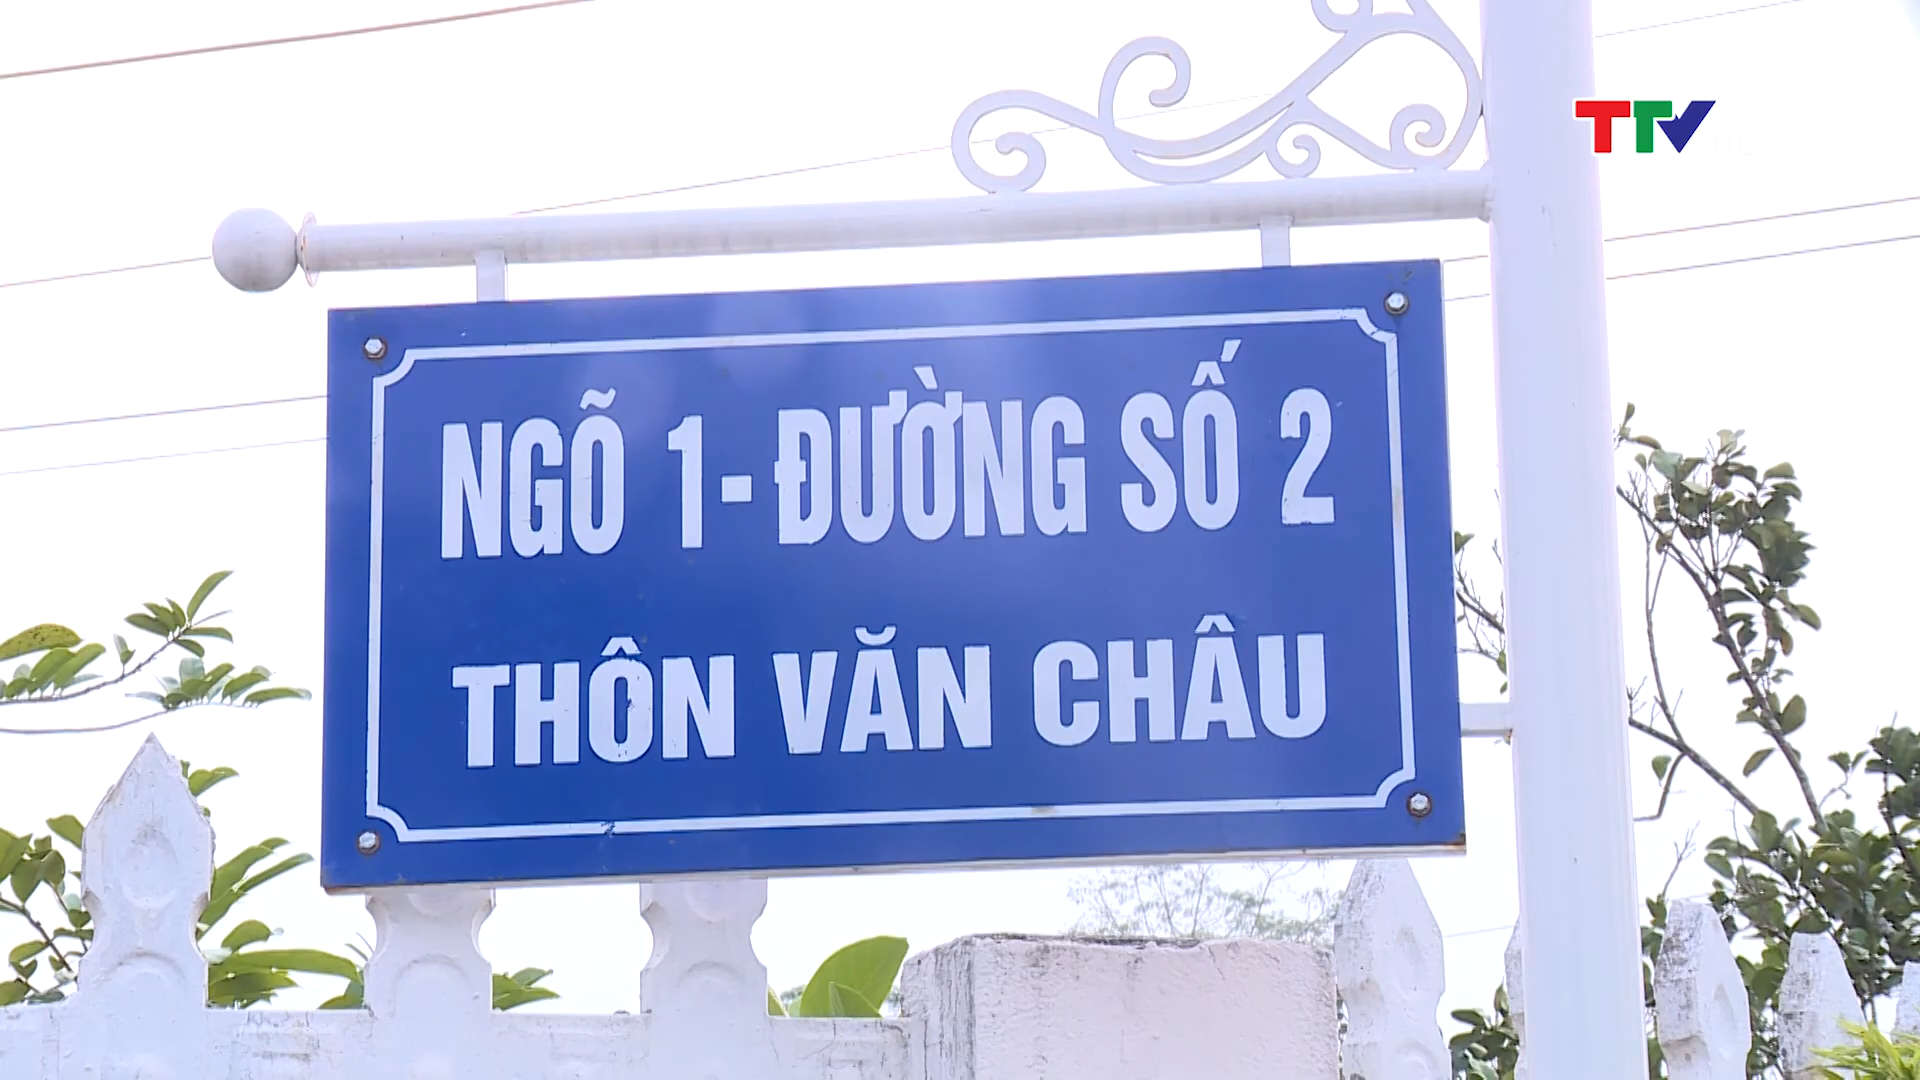 TTV
NGÕ 1 - ĐƯỜNG SỐ 2
THÔN VĂN CHÂU